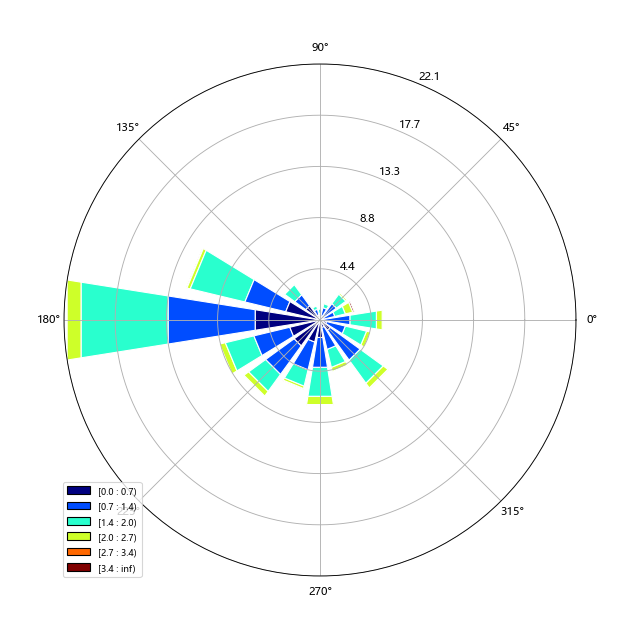 90°
22.1
17.7
135°
45°
13.3
8.8
4.4
180°
0°
[0.0 : 0.7)
[0.7 : 1.4)
225°
315°
[1.4 : 2.0)
[2.0 : 2.7)
[2.7 : 3.4)
[3.4 : inf)
270°